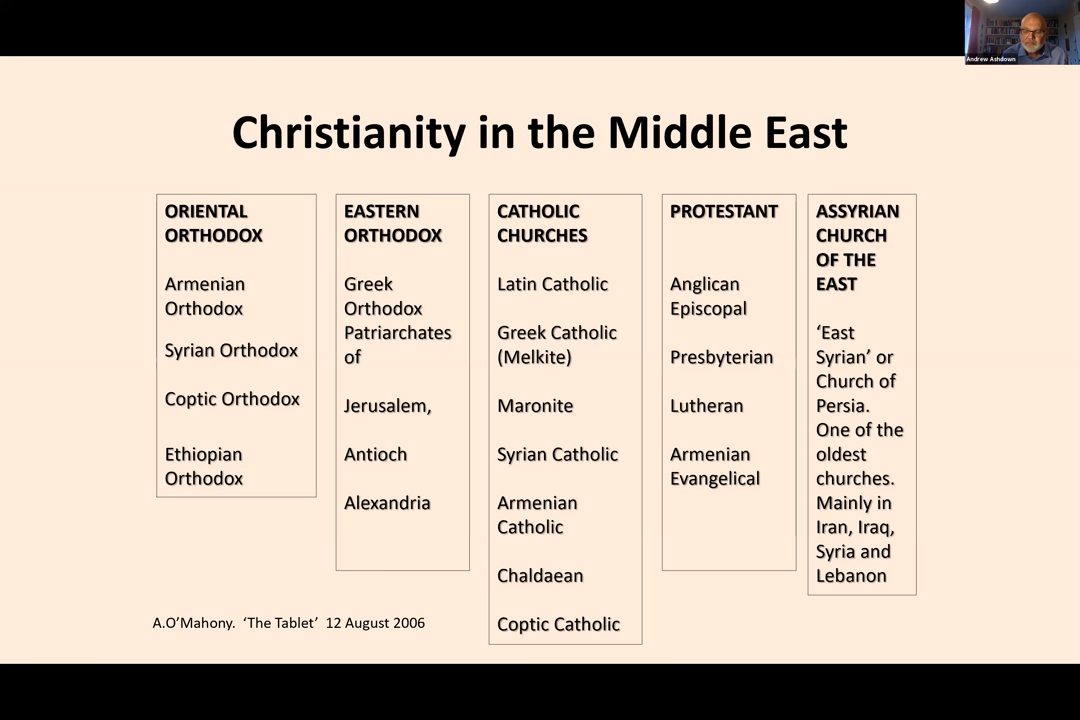 Andrew Ashdown
Christianity in the Middle East
ORIENTAL
ORTHODOX
Armenian
Orthodox
Syrian Orthodox
Coptic Orthodox
Ethiopian
Orthodox
EASTERN
ORTHODOX
Greek
Orthodox
Patriarchates
of
Jerusalem,
Antioch
Alexandria
CATHOLIC
CHURCHES
Latin Catholic
Greek Catholic
(Melkite)
Maronite
Syrian Catholic
Armenian
Catholic
Chaldaean
Coptic Catholic
PROTESTANT
Anglican
Episcopal
Presbyterian
Lutheran
Armenian
Evangelical
ASSYRIAN
CHURCH
OF THE
EAST
‘East
Syrian’ or
Church of
Persia.
One of the
oldest
churches.
Mainly in
Iran, Iraq,
Syria and
Lebanon
A.O’Mahony. ‘The Tablet’ 12 August 2006